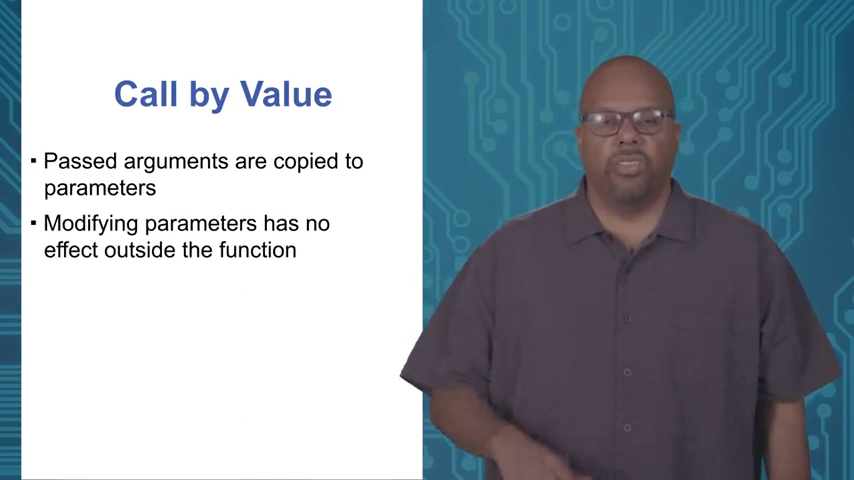 Call by Value
▪ Passed arguments are copied to
parameters
▪ Modifying parameters has no
effect outside the function